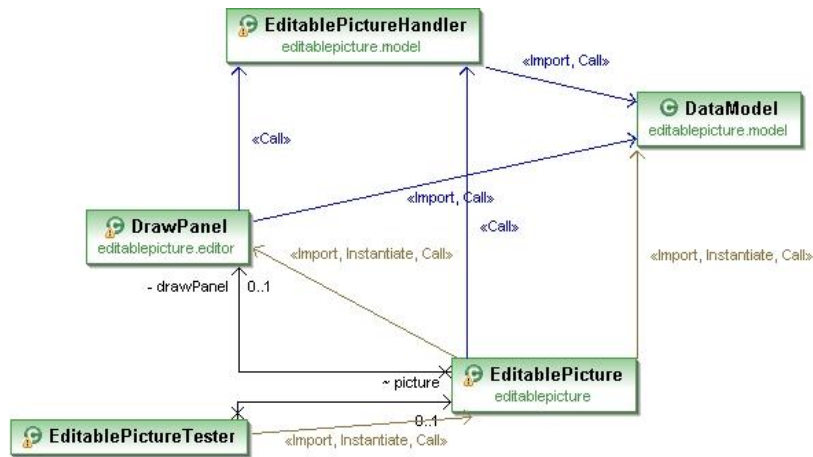 EditablePictureHandler
editablepicture.model
«Import, Call»
DataModel
editablepicture.model
«Call»
«Import, Call»
DrawPanel
editablepicture.editor
«Call»
«Import, Instantiate, Call»
«Import, Instantiate, Call»
- drawPanel
0..1
EditablePicture
editablepicture
~ picture
0..1
EditablePictureTester
«Import, Instantiate, Call»